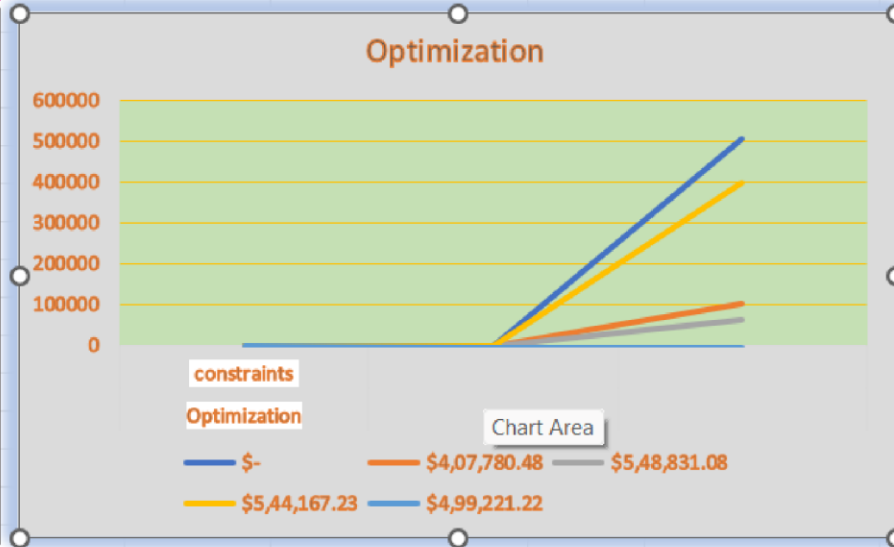 Optimization
600000
500000
400000
300000
200000
100000
0
constraints
Optimization
Chart Area
$- $4,07,780.48 $5,48,831.08
$5,44,167.23 $4,99,221.22